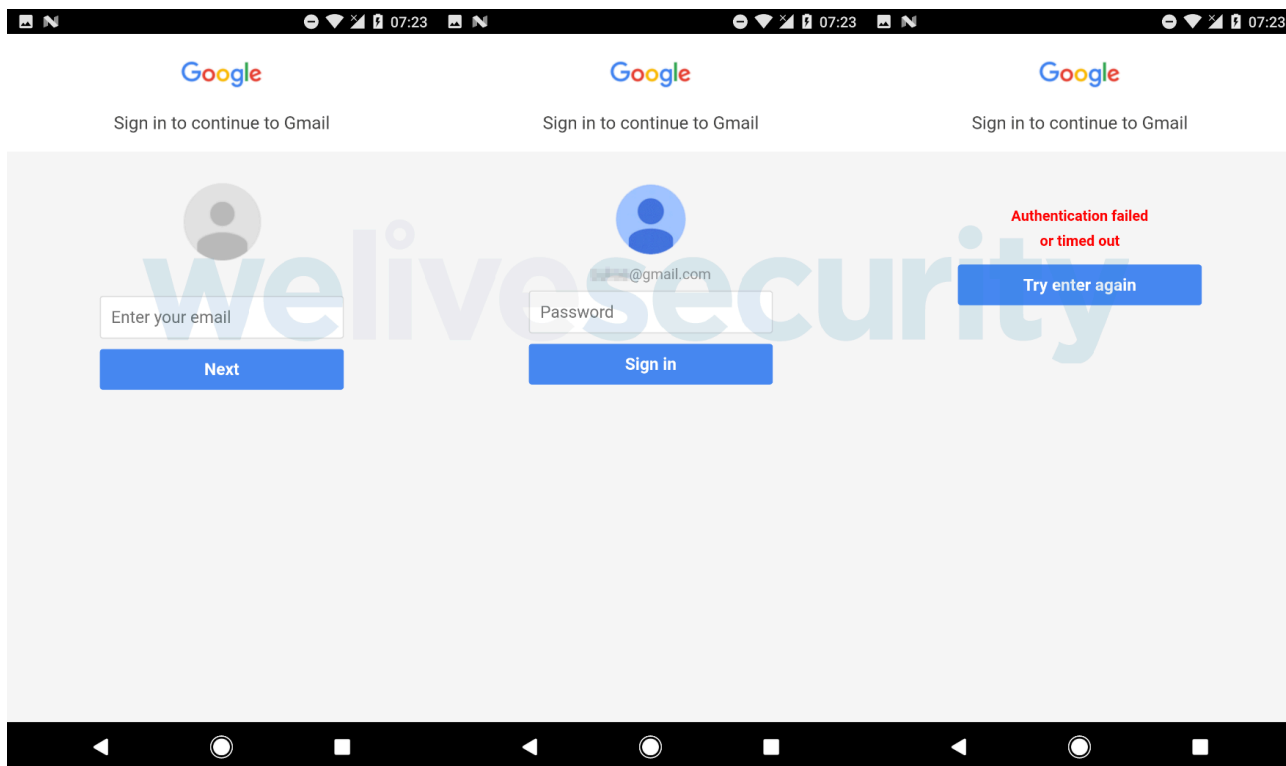 07:23
Google
Sign in to continue to Gmail
Enter your email
Next
07:23
Google
Sign in to continue to Gmail
@gmail.com
Password
Sign in
07:23
Google
Sign in to continue to Gmail
Authentication failed
or timed out
Try enter again
welivesecurity